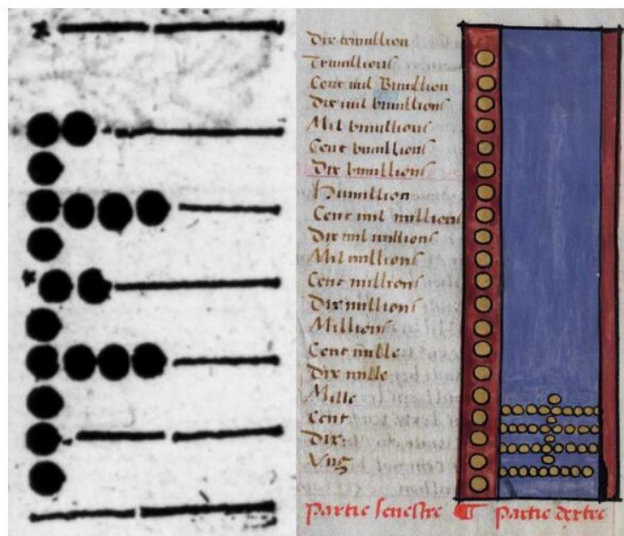 Dix trimillion
Trimillions
Cent mil Bimillion
Dix mil bimillions
Mil bimillions
Cent bimillions
Dix bimillions
Bimillion
Cent mil millions
Dix mil millions
Mil millions
Cent millions
Dix millions
Millions
Cent mille
Dix mille
Mille
Cent
Dix:
Vng
Partie senestre ¶ Partie dextre